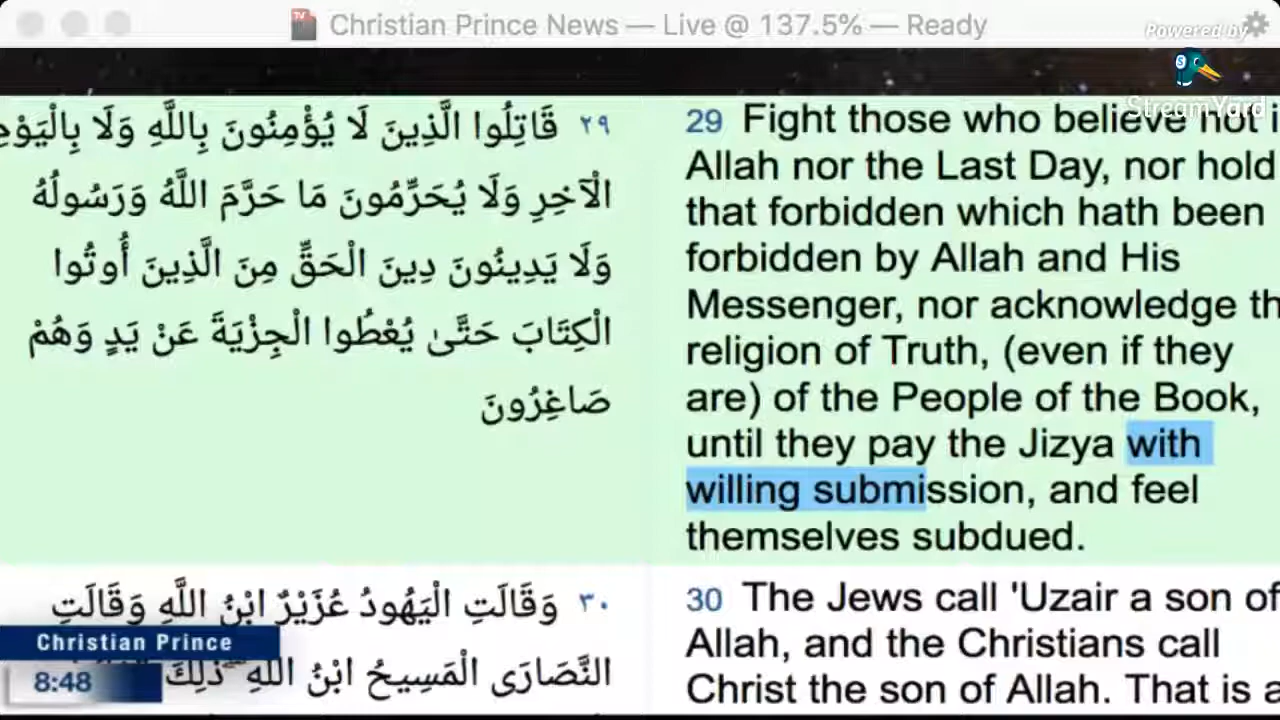 Christian Prince News — Live @ 137.5% — Ready
Powered by
StreamYard
٢٩ قَاتِلُوا الَّذِينَ لَا يُؤْمِنُونَ بِاللَّهِ وَلَا بِالْيَوْمِ
الْآخِرِ وَلَا يُحَرِّمُونَ مَا حَرَّمَ اللَّهُ وَرَسُولُهُ
وَلَا يَدِينُونَ دِينَ الْحَقِّ مِنَ الَّذِينَ أُوتُوا
الْكِتَابَ حَتَّىٰ يُعْطُوا الْجِزْيَةَ عَنْ يَدٍ وَهُمْ
صَاغِرُونَ
29 Fight those who believe not i
Allah nor the Last Day, nor hold
that forbidden which hath been
forbidden by Allah and His
Messenger, nor acknowledge th
religion of Truth, (even if they
are) of the People of the Book,
until they pay the Jizya with
willing submission, and feel
themselves subdued.
٣٠ وَقَالَتِ الْيَهُودُ عُزَيْرٌ ابْنُ اللَّهِ وَقَالَتِ
النَّصَارَى الْمَسِيحُ ابْنُ اللَّهِ ۖ ذَٰلِكَ
30 The Jews call 'Uzair a son of
Allah, and the Christians call
Christ the son of Allah. That is a
Christian Prince
8:48